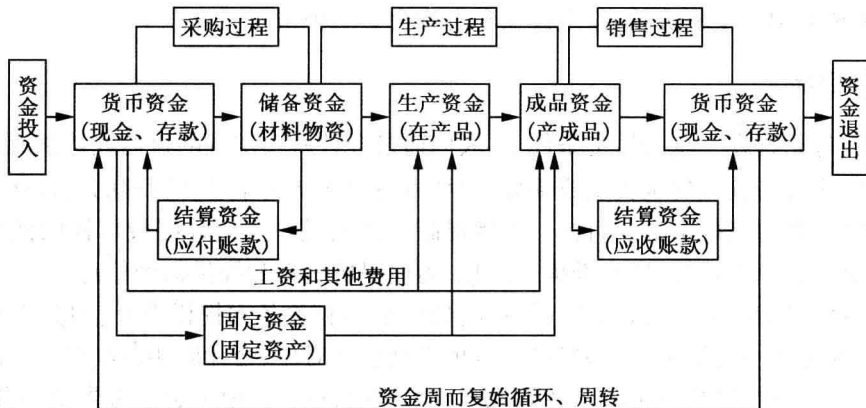 采购过程
生产过程
销售过程
资金投入
货币资金
(现金、存款)
储备资金
(材料物资)
生产资金
(在产品)
成品资金
(产成品)
货币资金
(现金、存款)
资金退出
结算资金
(应付账款)
结算资金
(应收账款)
工资和其他费用
固定资金
(固定资产)
资金周而复始循环、周转